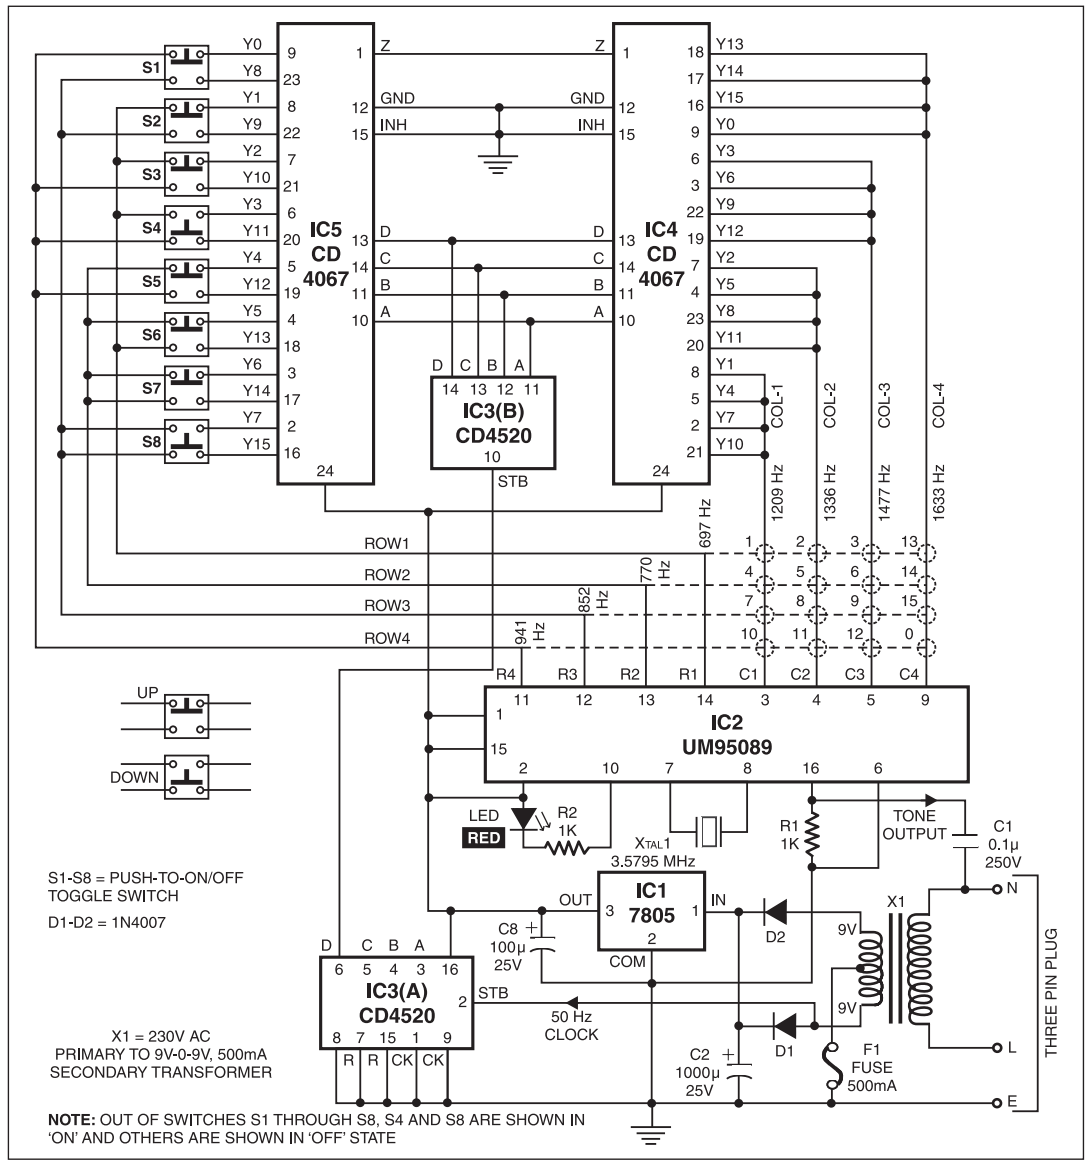 Y0 9 1 Z Z 1 18 Y13
S1
Y8 23 17 Y14
Y1 8 12 GND GND 12 16 Y15
S2
Y9 22 15 INH INH 15 9 Y0
Y2 7 6 Y3
S3
Y10 21 3 Y6
Y3 6 22 Y9
S4
Y11 20 13 D D 13 19 Y12
IC5
CD
4067
IC4
CD
4067
Y4 5 14 C C 14 7 Y2
S5
Y12 19 11 B B 11 4 Y5
Y5 4 10 A A 10 23 Y8
S6
Y13 18 20 Y11
Y6 3 8 Y1
S7
Y14 17 5 Y4
Y7 2 2 Y7
S8
Y15 16 21 Y10
24 24
D C B A
14 13 12 11
IC3(B)
CD4520
10
STB
COL-1 COL-2 COL-3 COL-4
1209 Hz 1336 Hz 1477 Hz 1633 Hz
ROW1 697 Hz 1 2 3 13
ROW2 770 Hz 4 5 6 14
ROW3 852 Hz 7 8 9 15
ROW4 941 Hz 10 11 12 0
R4 R3 R2 R1 C1 C2 C3 C4
11 12 13 14 3 4 5 9
1
15
IC2
UM95089
2 10 7 8 16 6
UP
DOWN
LED
RED
R2
1K
XTAL1
3.5795 MHz
R1
1K
TONE
OUTPUT
C1
0.1µ
250V
S1-S8 = PUSH-TO-ON/OFF
TOGGLE SWITCH
D1-D2 = 1N4007
OUT 3 IC1 1 IN
7805
2
COM
C8 +
100µ
25V
D2
9V
X1
9V
N
L
E
THREE PIN PLUG
D C B A
6 5 4 3 16
IC3(A)
CD4520
2 STB
8 7 15 1 9
R R CK CK
50 Hz
CLOCK
D1
C2 +
1000µ
25V
F1
FUSE
500mA
X1 = 230V AC
PRIMARY TO 9V-0-9V, 500mA
SECONDARY TRANSFORMER
NOTE: OUT OF SWITCHES S1 THROUGH S8, S4 AND S8 ARE SHOWN IN
‘ON’ AND OTHERS ARE SHOWN IN ‘OFF’ STATE